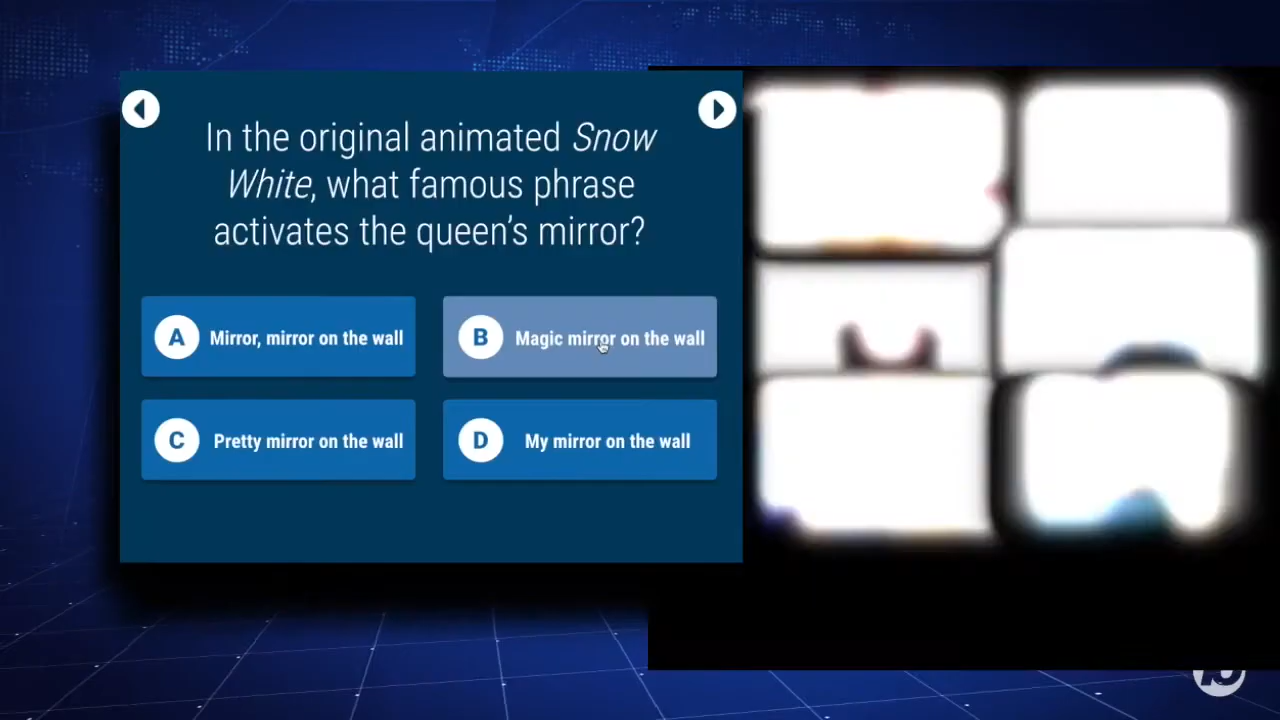 In the original animated Snow
White, what famous phrase
activates the queen's mirror?
A Mirror, mirror on the wall
B Magic mirror on the wall
C Pretty mirror on the wall
D My mirror on the wall
10